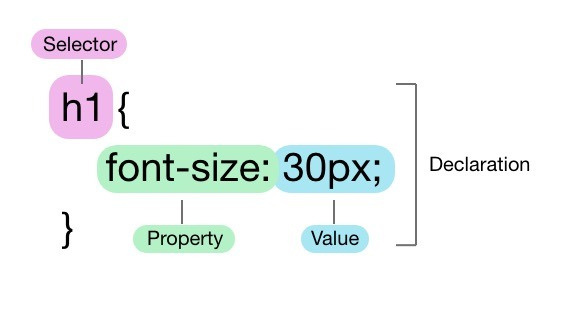 Selector
h1 {
font-size: 30px;
Declaration
}
Property
Value